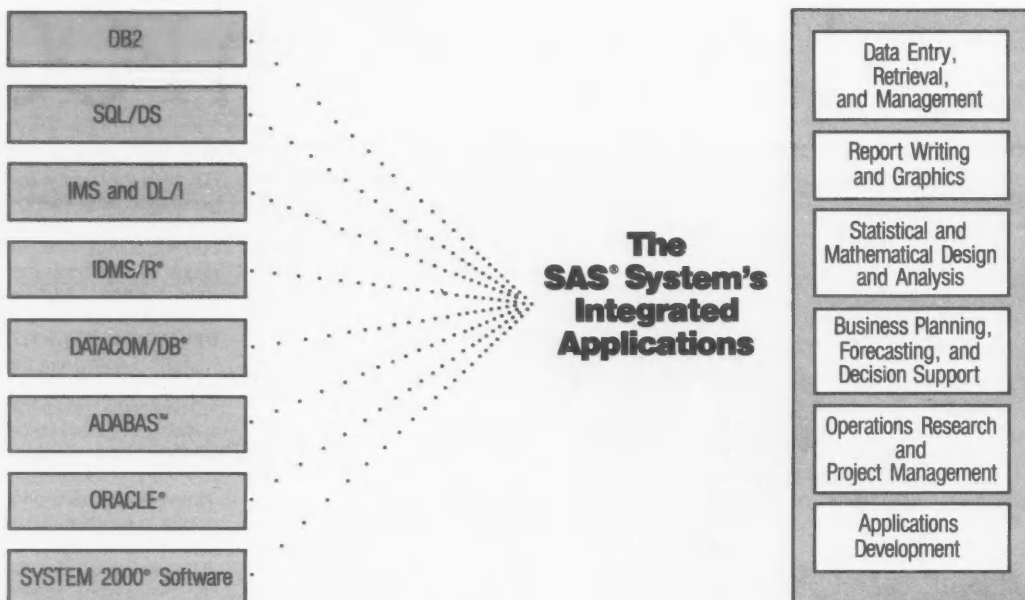 DB2
SQL/DS
IMS and DL/I
IDMS/R®
DATACOM/DB®
ADABAS™
ORACLE®
SYSTEM 2000® Software
The
SAS® System's
Integrated
Applications
Data Entry,
Retrieval,
and Management
Report Writing
and Graphics
Statistical and
Mathematical Design
and Analysis
Business Planning,
Forecasting, and
Decision Support
Operations Research
and
Project Management
Applications
Development